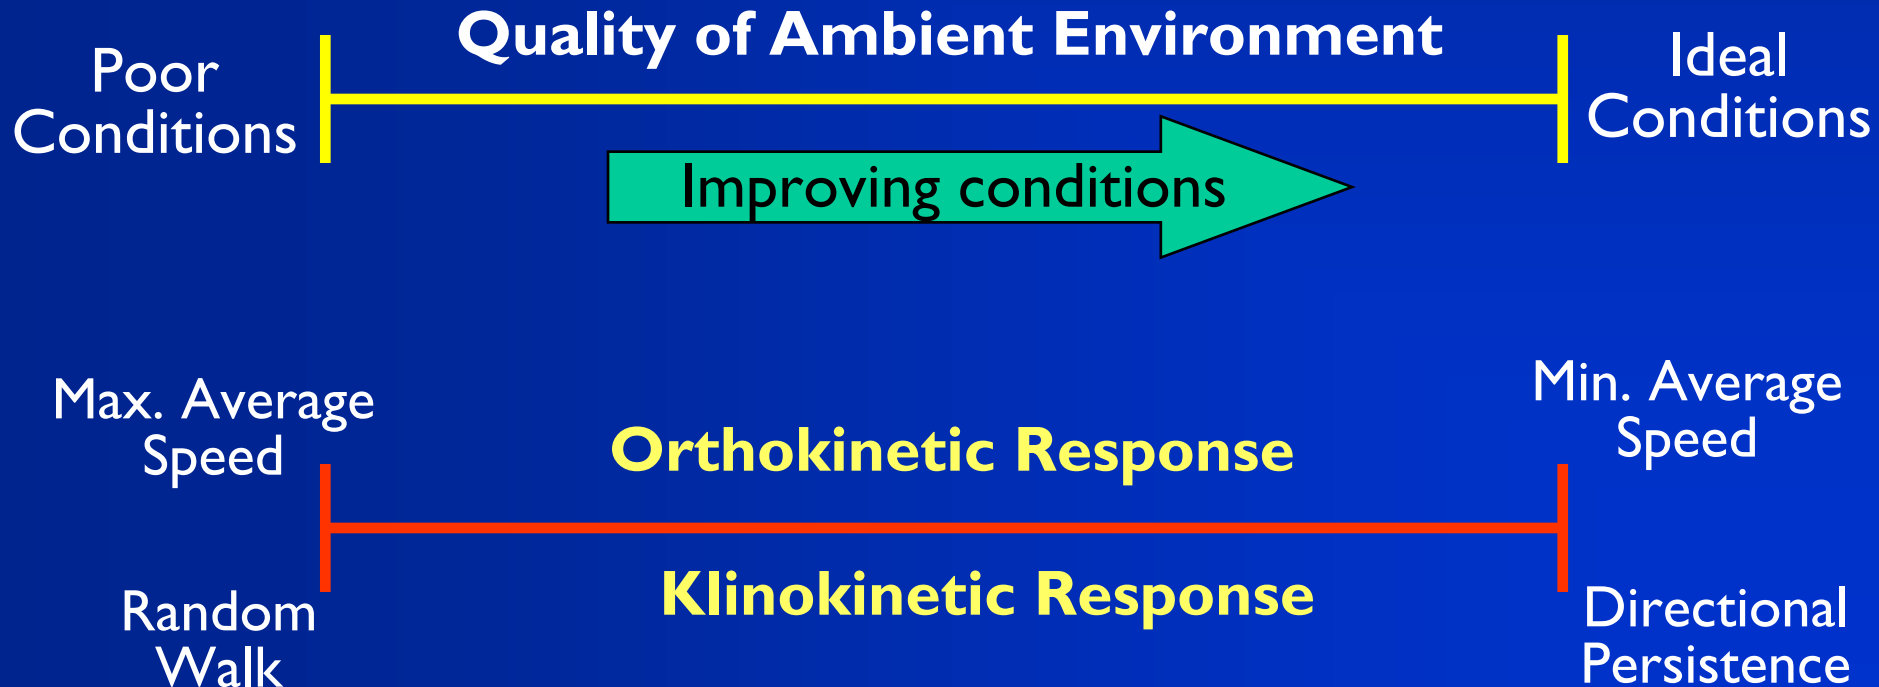 Quality of Ambient Environment
Poor
Conditions
Ideal
Conditions
Improving conditions
Max. Average
Speed
Min. Average
Speed
Orthokinetic Response
Klinokinetic Response
Random
Walk
Directional
Persistence